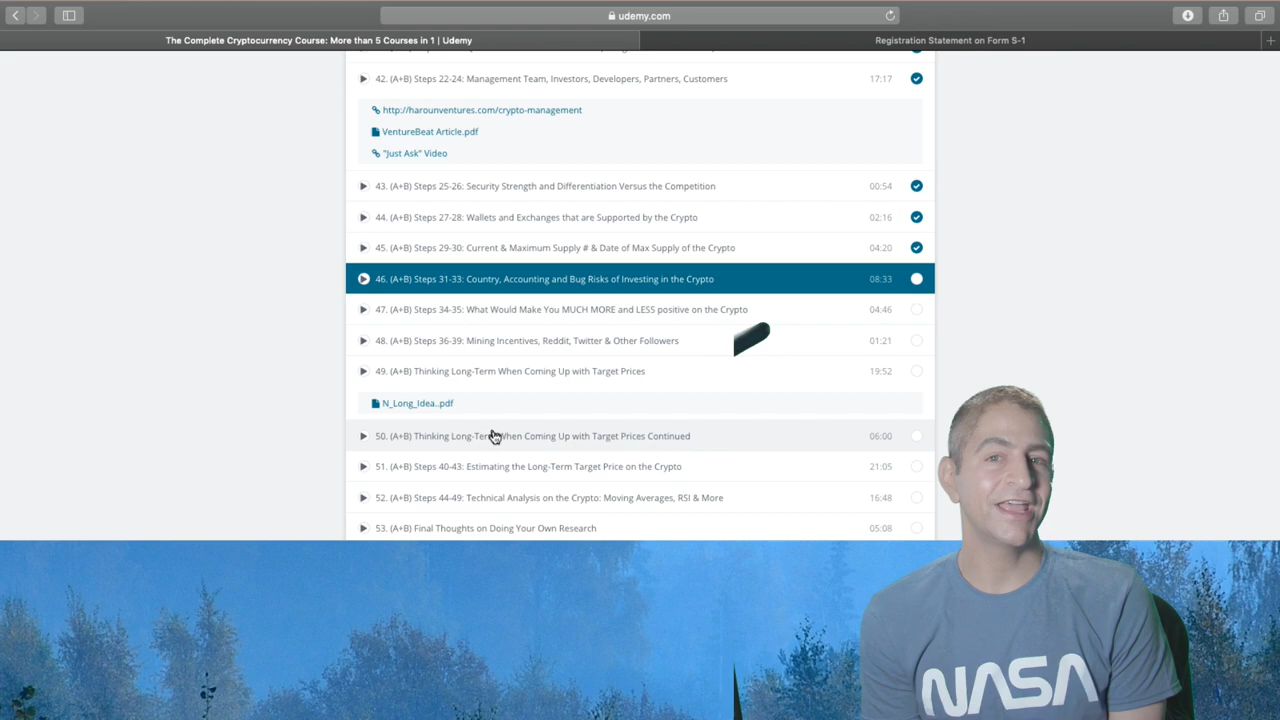 udemy.com
The Complete Cryptocurrency Course: More than 5 Courses in 1 | Udemy
Registration Statement on Form S-1
42. (A+B) Steps 22-24: Management Team, Investors, Developers, Partners, Customers 17:17
http://harounventures.com/crypto-management
VentureBeat Article.pdf
"Just Ask" Video
43. (A+B) Steps 25-26: Security Strength and Differentiation Versus the Competition 00:54
44. (A+B) Steps 27-28: Wallets and Exchanges that are Supported by the Crypto 02:16
45. (A+B) Steps 29-30: Current & Maximum Supply # & Date of Max Supply of the Crypto 04:20
46. (A+B) Steps 31-33: Country, Accounting and Bug Risks of Investing in the Crypto 08:33
47. (A+B) Steps 34-35: What Would Make You MUCH MORE and LESS positive on the Crypto 04:46
48. (A+B) Steps 36-39: Mining Incentives, Reddit, Twitter & Other Followers 01:21
49. (A+B) Thinking Long-Term When Coming Up with Target Prices 19:52
N_Long_Idea..pdf
50. (A+B) Thinking Long-Term When Coming Up with Target Prices Continued 06:00
51. (A+B) Steps 40-43: Estimating the Long-Term Target Price on the Crypto 21:05
52. (A+B) Steps 44-49: Technical Analysis on the Crypto: Moving Averages, RSI & More 16:48
53. (A+B) Final Thoughts on Doing Your Own Research 05:08
NASA